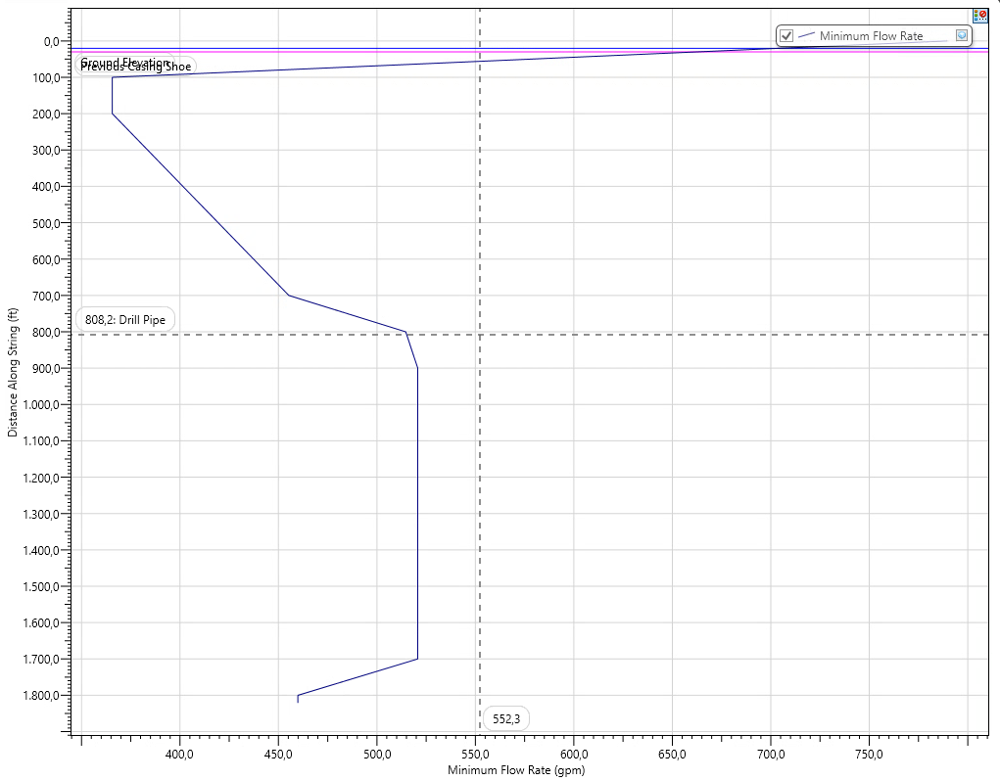 Minimum Flow Rate
0,0
Ground Elevation
Previous Casing Shoe
100,0
200,0
300,0
400,0
500,0
600,0
700,0
808,2: Drill Pipe
800,0
900,0
1.000,0
1.100,0
1.200,0
1.300,0
1.400,0
1.500,0
1.600,0
1.700,0
1.800,0
Distance Along String (ft)
552,3
400,0 450,0 500,0 550,0 600,0 650,0 700,0 750,0
Minimum Flow Rate (gpm)